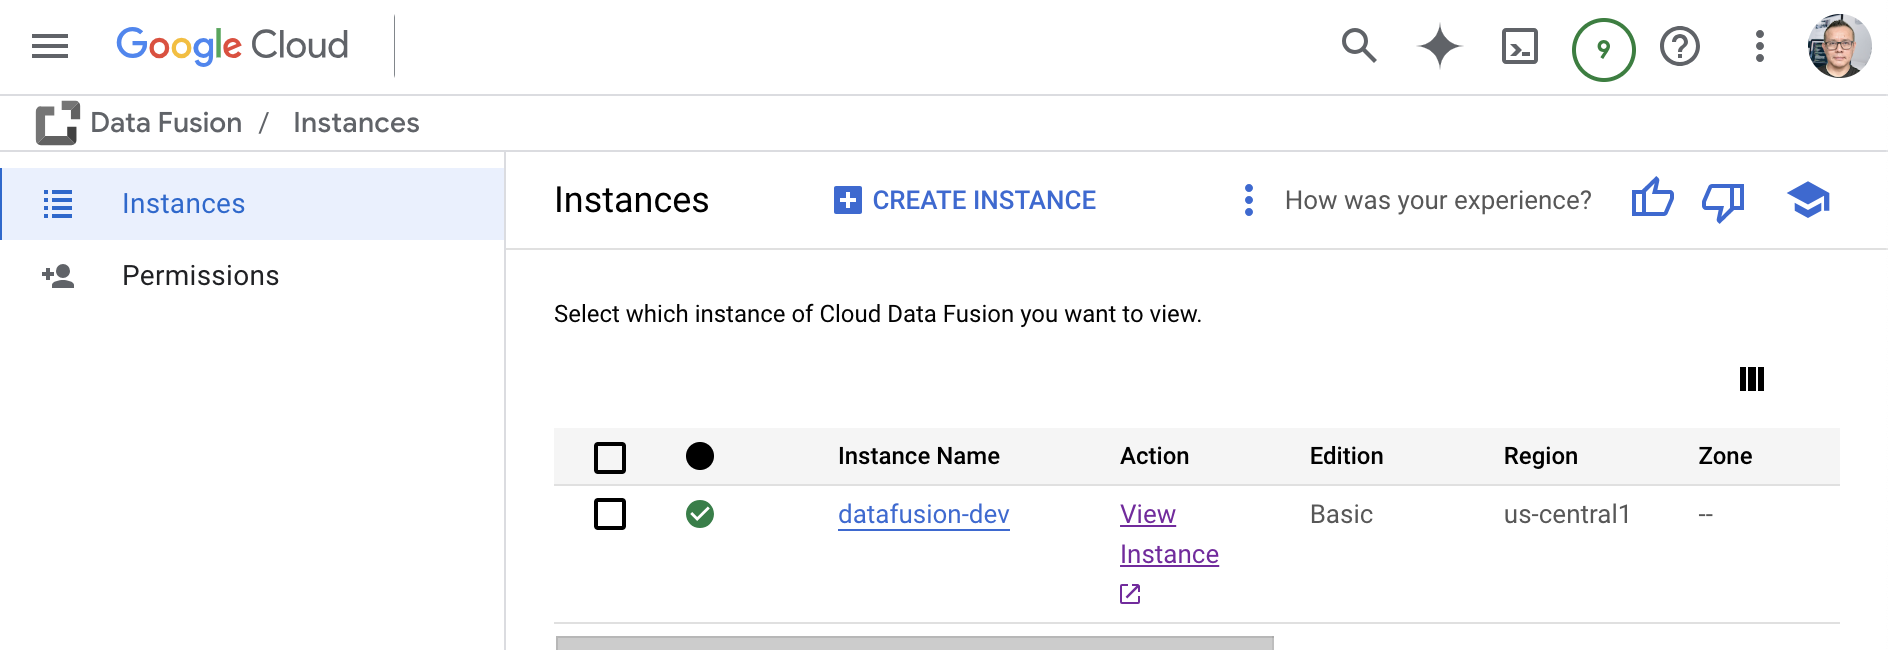 Google Cloud
9
Data Fusion / Instances
Instances
Permissions
Instances
CREATE INSTANCE
How was your experience?
Select which instance of Cloud Data Fusion you want to view.
Instance Name Action Edition Region Zone
datafusion-dev View Basic us-central1 --
Instance